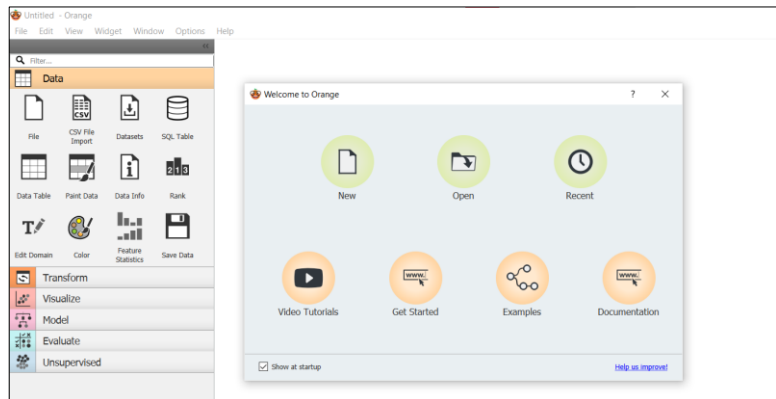 Untitled - Orange
File Edit View Widget Window Options Help
Filter...
Data
File
CSV File Import
Datasets
SQL Table
Data Table
Paint Data
Data Info
Rank
Edit Domain
Color
Feature Statistics
Save Data
Transform
Visualize
Model
Evaluate
Unsupervised
Welcome to Orange
New
Open
Recent
Video Tutorials
Get Started
Examples
Documentation
Show at startup
Help us improve!